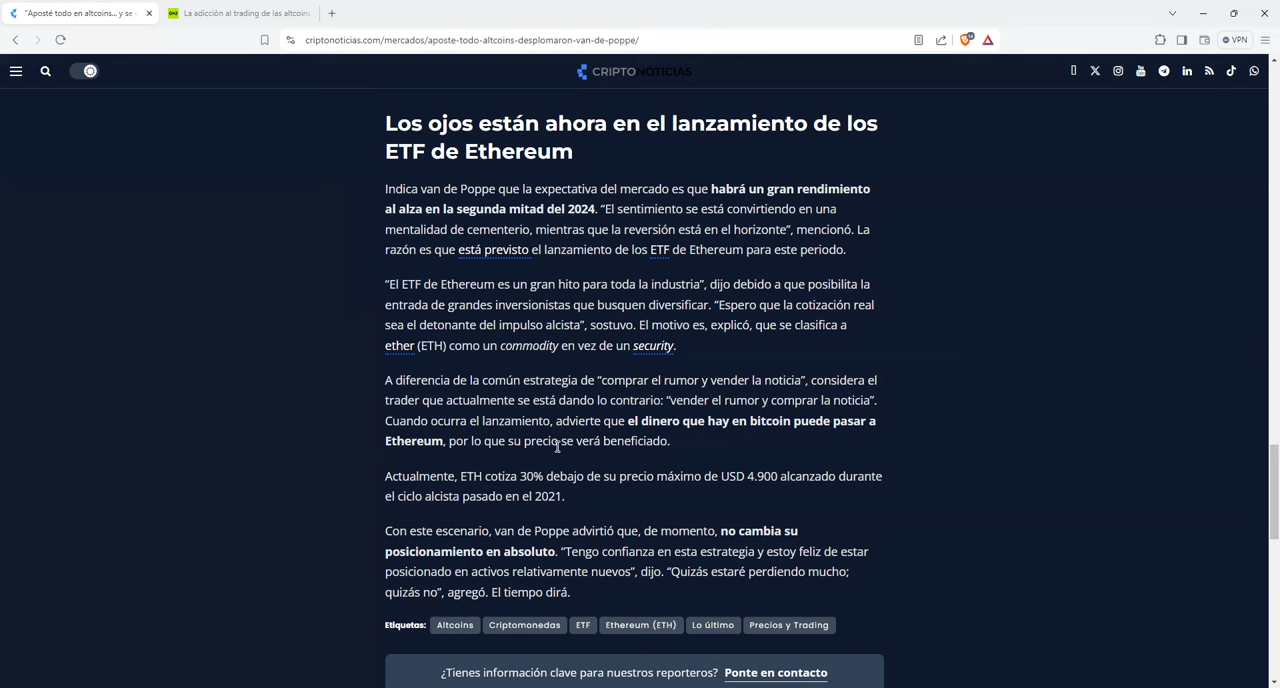 "Aposté todo en altcoins... y se
La adicción al trading de las altcoins
criptonoticias.com/mercados/aposte-todo-altcoins-desplomaron-van-de-poppe/
VPN
CRIPTONOTICIAS
Los ojos están ahora en el lanzamiento de los
ETF de Ethereum
Indica van de Poppe que la expectativa del mercado es que habrá un gran rendimiento
al alza en la segunda mitad del 2024. “El sentimiento se está convirtiendo en una
mentalidad de cementerio, mientras que la reversión está en el horizonte”, mencionó. La
razón es que está previsto el lanzamiento de los ETF de Ethereum para este periodo.
“El ETF de Ethereum es un gran hito para toda la industria”, dijo debido a que posibilita la
entrada de grandes inversionistas que busquen diversificar. “Espero que la cotización real
sea el detonante del impulso alcista”, sostuvo. El motivo es, explicó, que se clasifica a
ether (ETH) como un commodity en vez de un security.
A diferencia de la común estrategia de “comprar el rumor y vender la noticia”, considera el
trader que actualmente se está dando lo contrario: “vender el rumor y comprar la noticia”.
Cuando ocurra el lanzamiento, advierte que el dinero que hay en bitcoin puede pasar a
Ethereum, por lo que su precio se verá beneficiado.
Actualmente, ETH cotiza 30% debajo de su precio máximo de USD 4.900 alcanzado durante
el ciclo alcista pasado en el 2021.
Con este escenario, van de Poppe advirtió que, de momento, no cambia su
posicionamiento en absoluto. “Tengo confianza en esta estrategia y estoy feliz de estar
posicionado en activos relativamente nuevos”, dijo. “Quizás estaré perdiendo mucho;
quizás no”, agregó. El tiempo dirá.
Etiquetas: Altcoins Criptomonedas ETF Ethereum (ETH) Lo último Precios y Trading
¿Tienes información clave para nuestros reporteros? Ponte en contacto